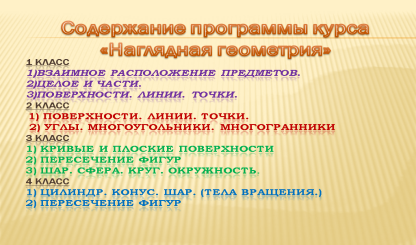 Содержание программы курса
«Наглядная геометрия»
1 КЛАСС
1)ВЗАИМНОЕ РАСПОЛОЖЕНИЕ ПРЕДМЕТОВ.
2)ЦЕЛОЕ И ЧАСТИ.
3)ПОВЕРХНОСТИ. ЛИНИИ. ТОЧКИ.
2 КЛАСС
1) ПОВЕРХНОСТИ. ЛИНИИ. ТОЧКИ.
2) УГЛЫ. МНОГОУГОЛЬНИКИ. МНОГОГРАННИКИ
3 КЛАСС
1) КРИВЫЕ И ПЛОСКИЕ ПОВЕРХНОСТИ
2) ПЕРЕСЕЧЕНИЕ ФИГУР
3) ШАР. СФЕРА. КРУГ. ОКРУЖНОСТЬ.
4 КЛАСС
1) ЦИЛИНДР. КОНУС. ШАР. (ТЕЛА ВРАЩЕНИЯ.)
2) ПЕРЕСЕЧЕНИЕ ФИГУР